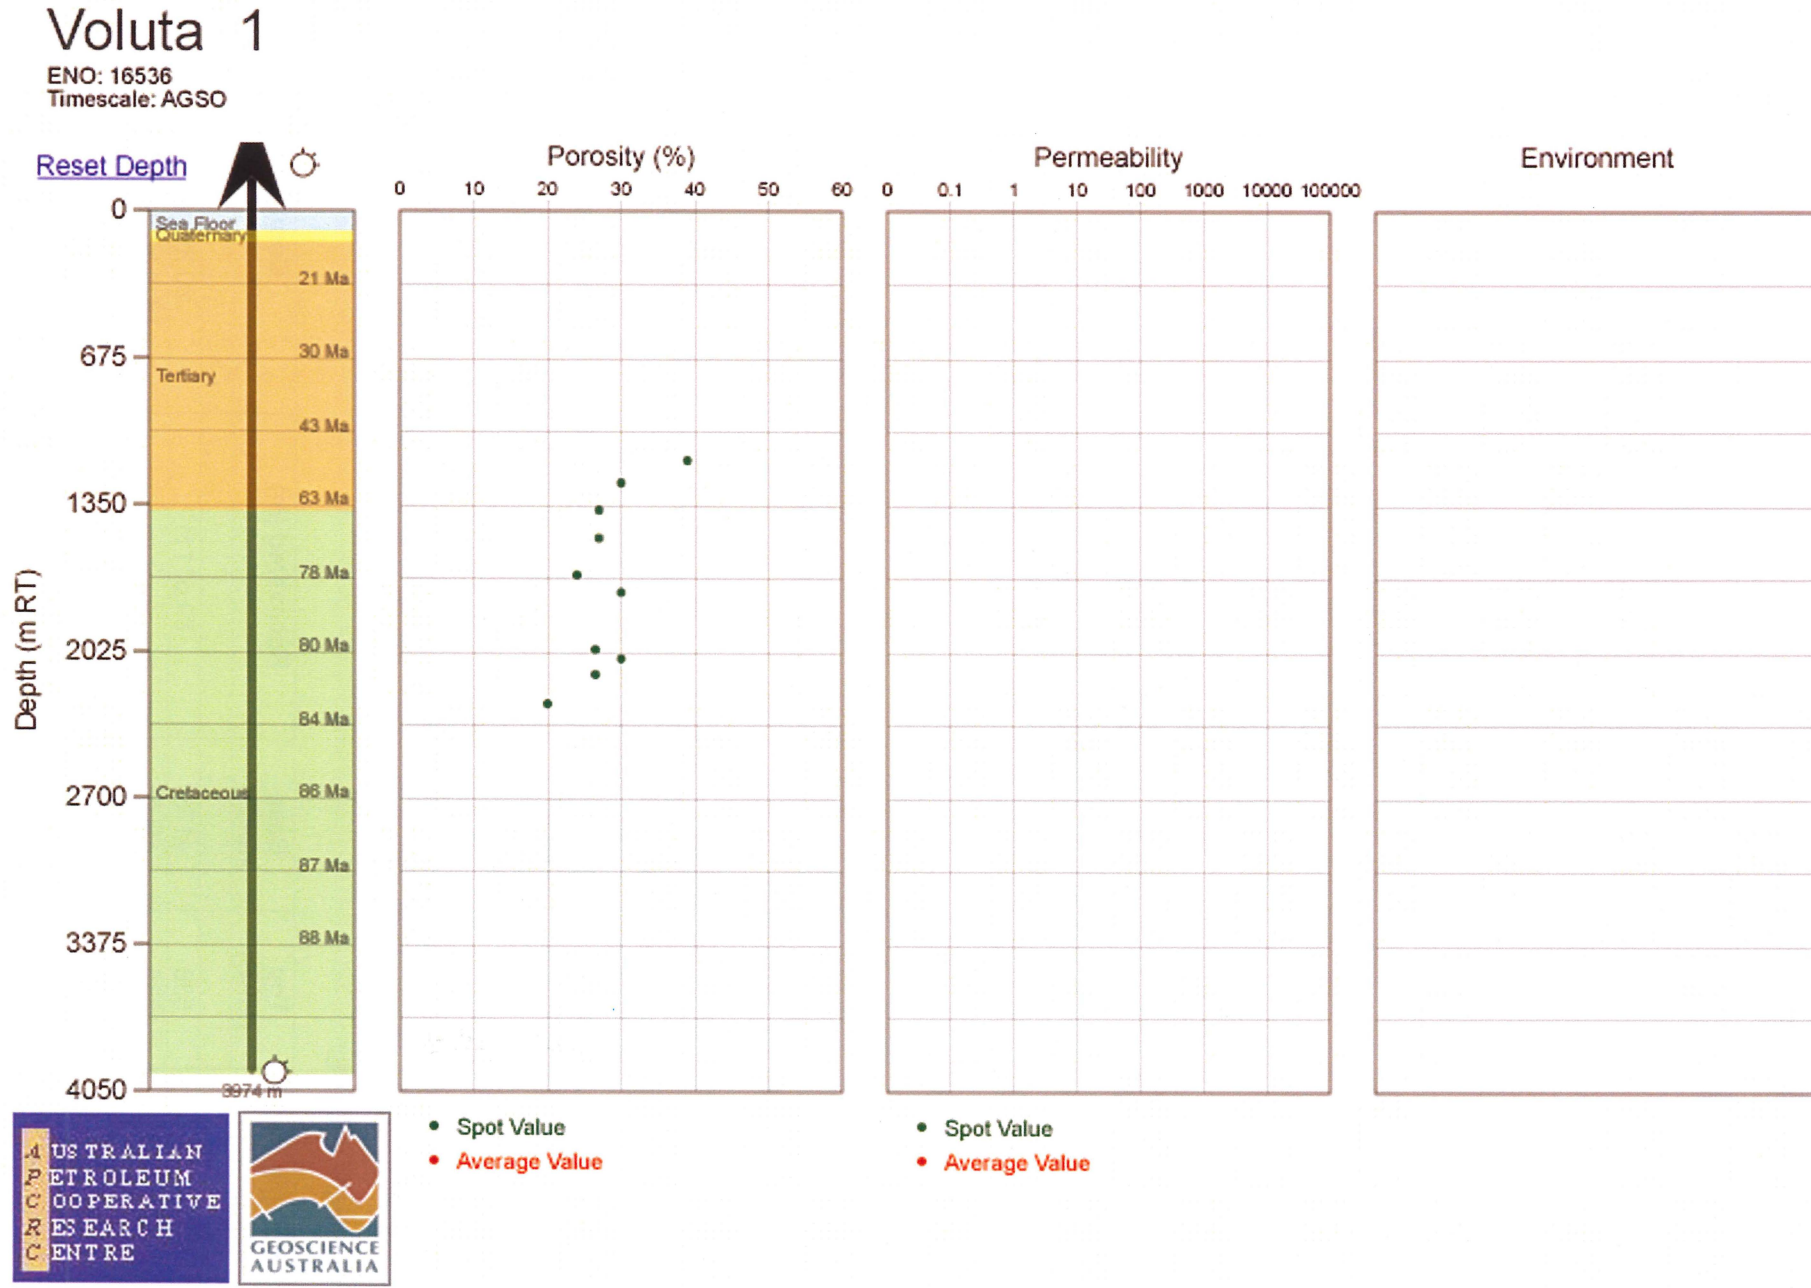 Voluta 1
ENO: 16536
Timescale: AGSO
Reset Depth
Porosity (%)
Permeability
Environment
0 10 20 30 40 50 60
0 0.1 1 10 100 1000 10000 100000
Depth (m RT)
0
675
1350
2025
2700
3375
4050
Sea Floor
Quaternary
21 Ma
30 Ma
Tertiary
43 Ma
63 Ma
78 Ma
80 Ma
84 Ma
Cretaceous
86 Ma
87 Ma
88 Ma
3974 m
Spot Value
Average Value
Spot Value
Average Value
AUSTRALIAN
PETROLEUM
COOPERATIVE
RESEARCH
CENTRE
GEOSCIENCE
AUSTRALIA